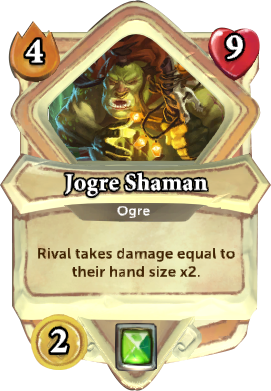 4
9
Jogre Shaman
Ogre
Rival takes damage equal to
their hand size x2.
2